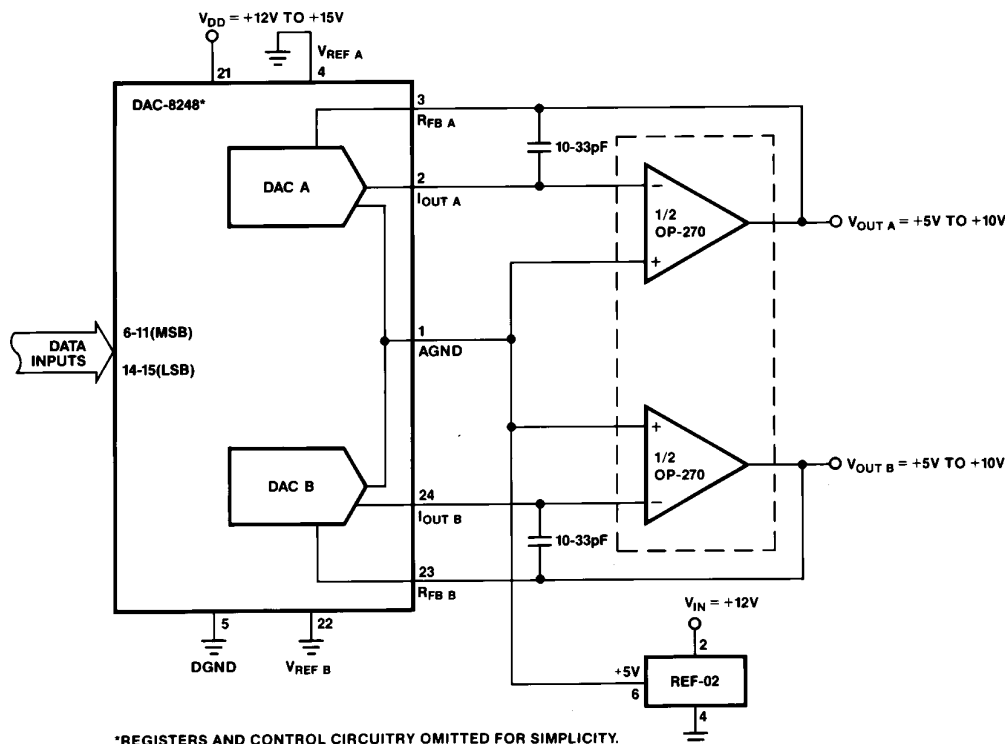 VDD = +12V TO +15V
VREF A
21
4
DAC-8248*
3
RFB A
10-33pF
DAC A
2
IOUT A
−
1/2
OP-270
+
VOUT A = +5V TO +10V
DATA
INPUTS
6-11(MSB)
14-15(LSB)
1
AGND
DAC B
24
IOUT B
+
1/2
OP-270
−
VOUT B = +5V TO +10V
10-33pF
23
RFB B
5
DGND
22
VREF B
VIN = +12V
2
+5V
6
REF-02
4
*REGISTERS AND CONTROL CIRCUITRY OMITTED FOR SIMPLICITY.